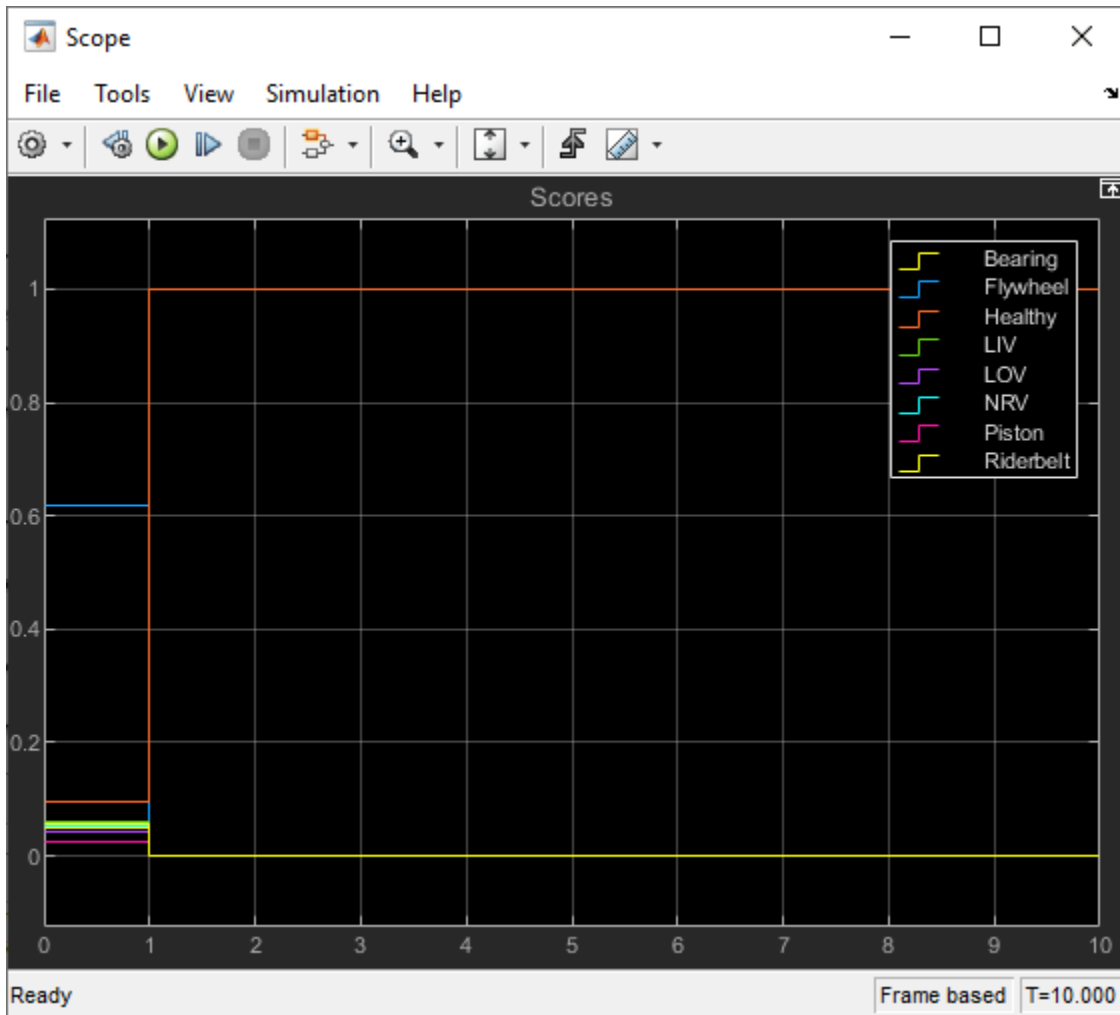 Scope
File Tools View Simulation Help
Scores
Bearing
Flywheel
Healthy
LIV
LOV
NRV
Piston
Riderbelt
1
0.8
0.6
0.4
0.2
0
0 1 2 3 4 5 6 7 8 9 10
Ready Frame based T=10.000